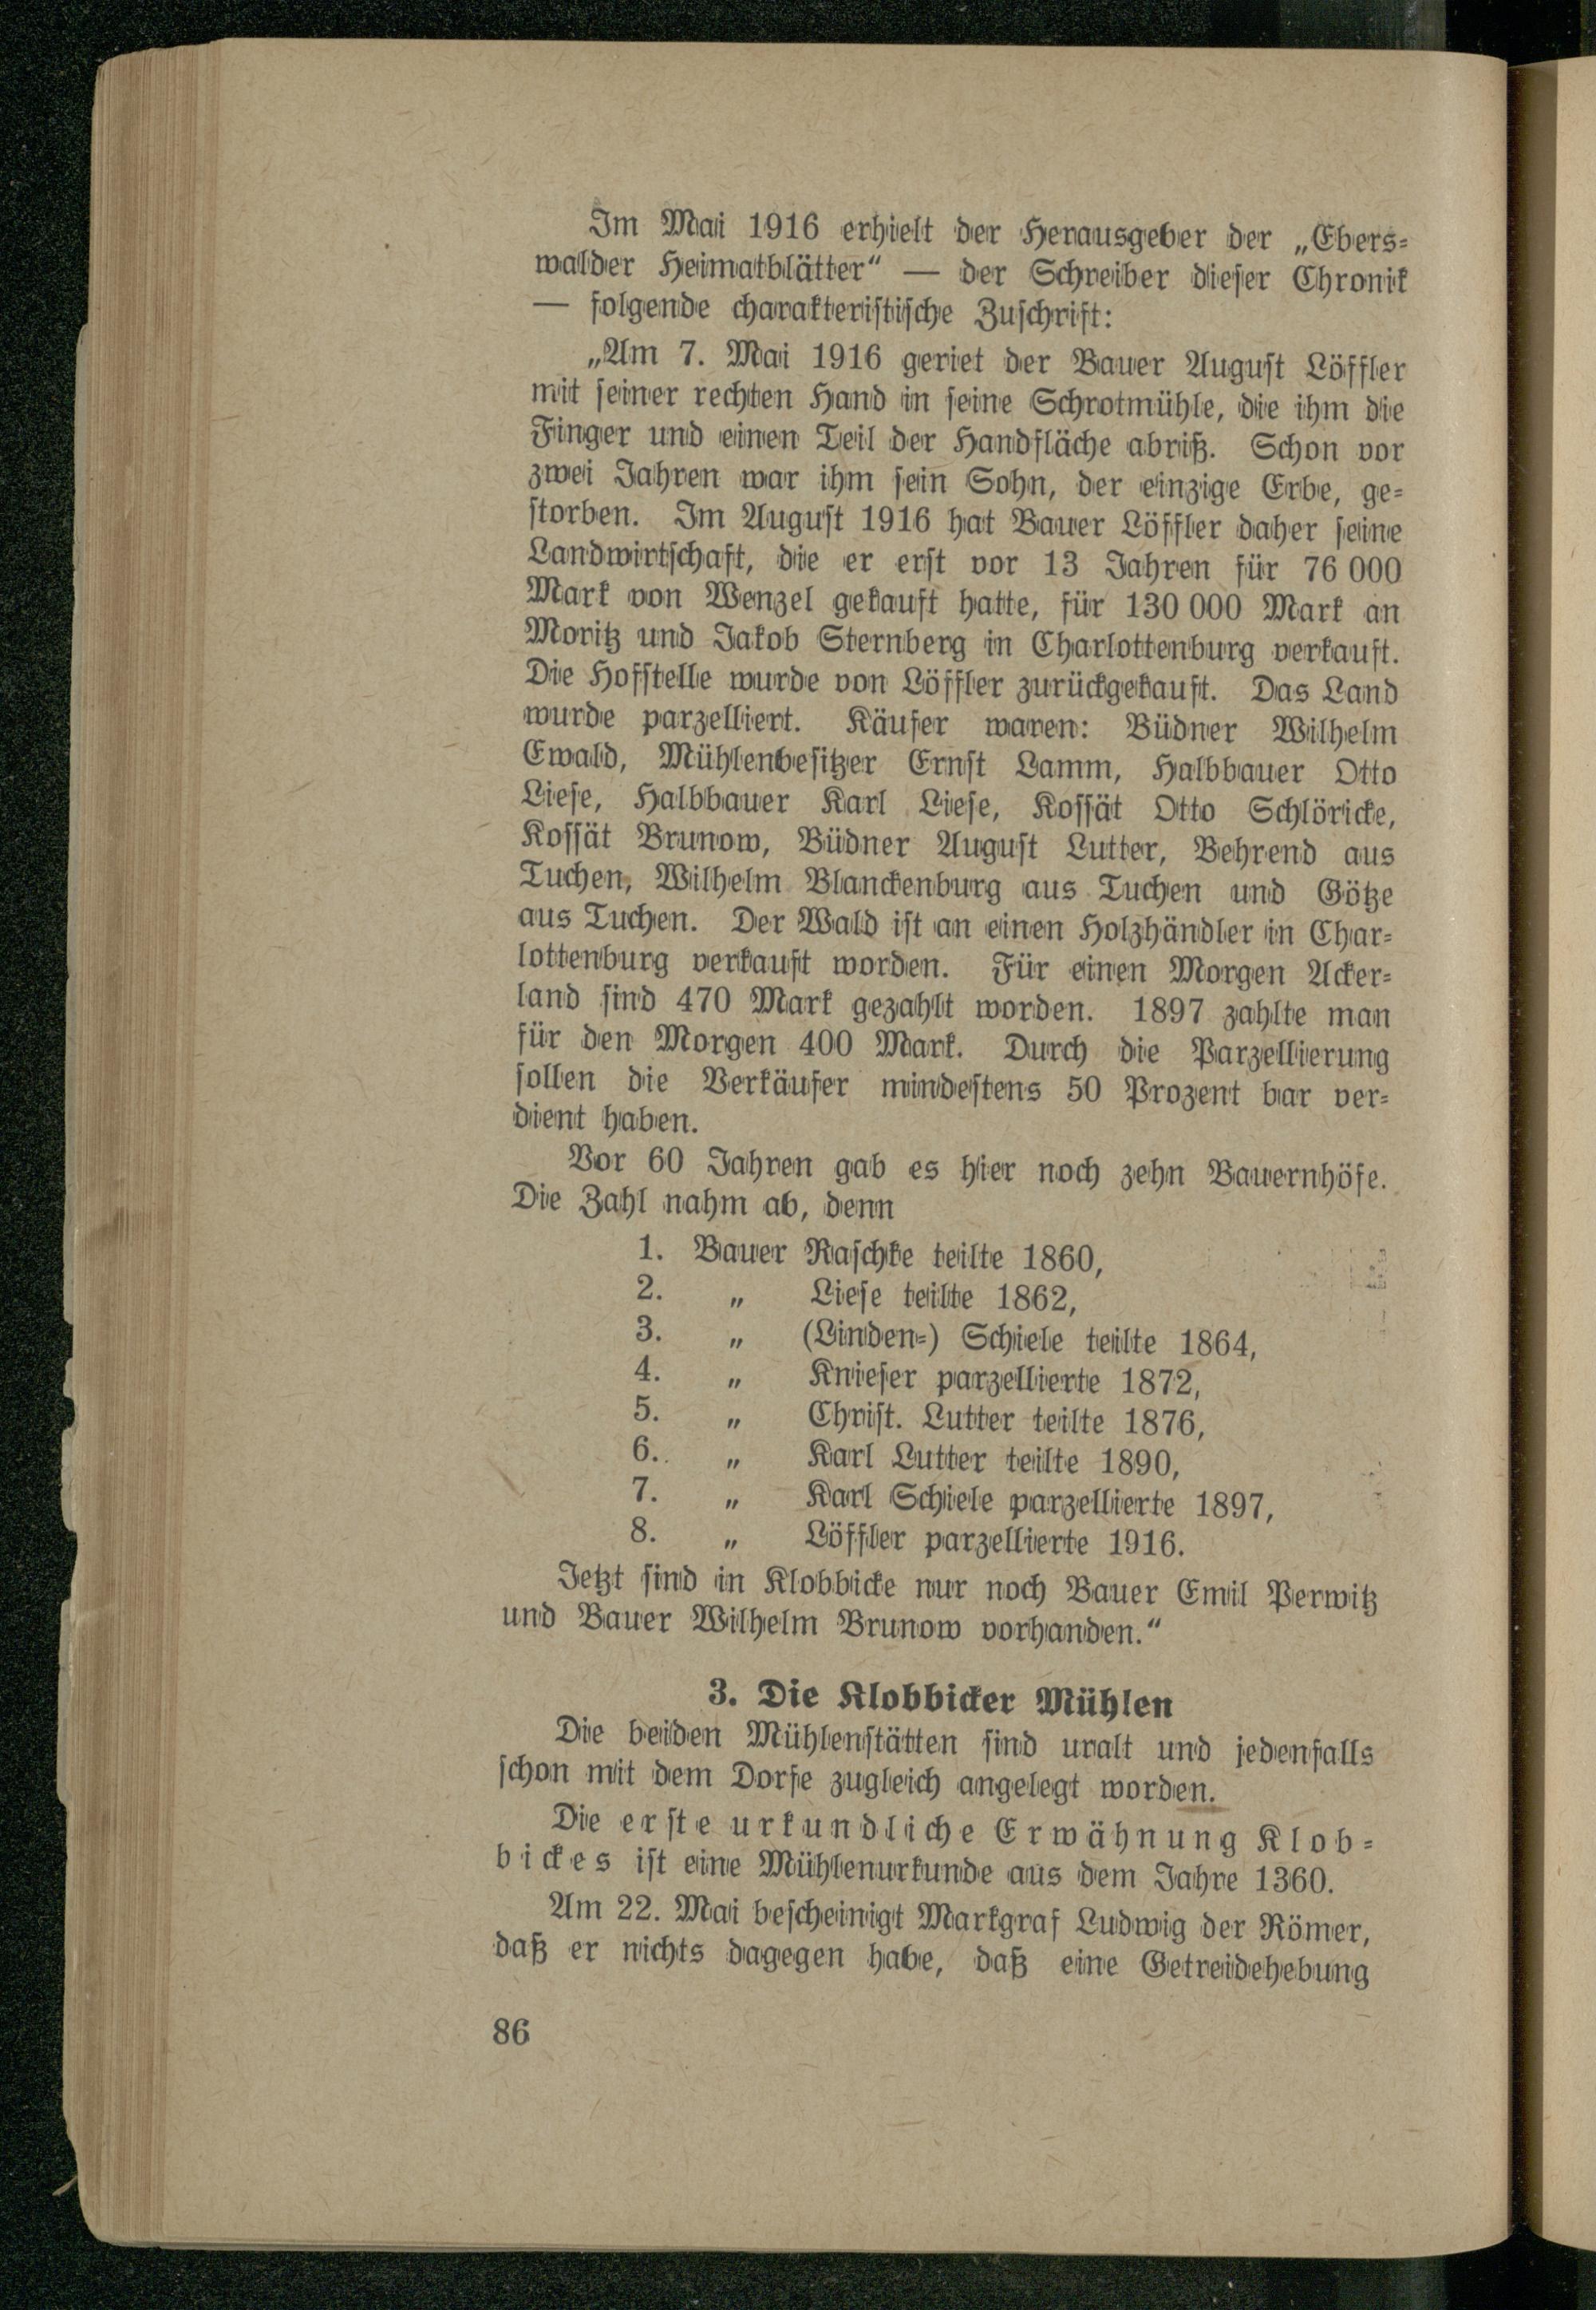 Im Mai 1916 erhielt der Herausgeber der „Ebers-
walder Heimatblätter“ — der Schreiber dieser Chronik
— folgende charakteristische Zuschrift:
„Am 7. Mai 1916 geriet der Bauer August Löffler
mit seiner rechten Hand in seine Schrotmühle, die ihm die
Finger und einen Teil der Handfläche abriß. Schon vor
zwei Jahren war ihm sein Sohn, der einzige Erbe, ge-
storben. Im August 1916 hat Bauer Löffler daher seine
Landwirtschaft, die er erst vor 13 Jahren für 76 000
Mark von Wenzel gekauft hatte, für 130 000 Mark an
Moritz und Jakob Sternberg in Charlottenburg verkauft.
Die Hofstelle wurde von Löffler zurückgekauft. Das Land
wurde parzelliert. Käufer waren: Büdner Wilhelm
Ewald, Mühlenbesitzer Ernst Lamm, Halbbauer Otto
Liese, Halbbauer Karl Liese, Kossät Otto Schlöricke,
Kossät Brunow, Büdner August Lutter, Behrend aus
Tuchen, Wilhelm Blanckenburg aus Tuchen und Götze
aus Tuchen. Der Wald ist an einen Holzhändler in Char-
lottenburg verkauft worden. Für einen Morgen Acker-
land sind 470 Mark gezahlt worden. 1897 zahlte man
für den Morgen 400 Mark. Durch die Parzellierung
sollen die Verkäufer mindestens 50 Prozent bar ver-
dient haben.
Vor 60 Jahren gab es hier noch zehn Bauernhöfe.
Die Zahl nahm ab, denn
1. Bauer Raschke teilte 1860,
2. „ Liese teilte 1862,
3. „ (Linden-) Schiele teilte 1864,
4. „ Knieser parzellierte 1872,
5. „ Christ. Lutter teilte 1876,
6. „ Karl Lutter teilte 1890,
7. „ Karl Schiele parzellierte 1897,
8. „ Löffler parzellierte 1916.
Jetzt sind in Klobbicke nur noch Bauer Emil Perwitz
und Bauer Wilhelm Brunow vorhanden.“
3. Die Klobbicker Mühlen
Die beiden Mühlenstätten sind uralt und jedenfalls
schon mit dem Dorfe zugleich angelegt worden.
Die erste urkundliche Erwähnung Klob-
bickes ist eine Mühlenurkunde aus dem Jahre 1360.
Am 22. Mai bescheinigt Markgraf Ludwig der Römer,
daß er nichts dagegen habe, daß eine Getreidehebung
86